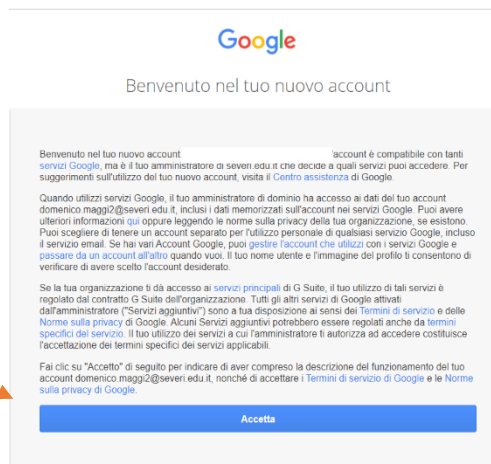 Google
Benvenuto nel tuo nuovo account
Benvenuto nel tuo nuovo account 'account è compatibile con tanti
servizi Google, ma è il tuo amministratore di severi.edu.it che decide a quali servizi puoi accedere. Per
suggerimenti sull'utilizzo del tuo nuovo account, visita il Centro assistenza di Google.
Quando utilizzi servizi Google, il tuo amministratore di dominio ha accesso ai dati del tuo account
domenico.maggi2@severi.edu.it, inclusi i dati memorizzati sull'account nei servizi Google. Puoi avere
ulteriori informazioni qui oppure leggendo le norme sulla privacy della tua organizzazione, se esistono.
Puoi scegliere di tenere un account separato per l'utilizzo personale di qualsiasi servizio Google, incluso
il servizio email. Se hai vari Account Google, puoi gestire l'account che utilizzi con i servizi Google e
passare da un account all'altro quando vuoi. Il tuo nome utente e l'immagine del profilo ti consentono di
verificare di avere scelto l'account desiderato.
Se la tua organizzazione ti dà accesso ai servizi principali di G Suite, il tuo utilizzo di tali servizi è
regolato dal contratto G Suite dell'organizzazione. Tutti gli altri servizi di Google attivati
dall'amministratore ("Servizi aggiuntivi") sono a tua disposizione ai sensi dei Termini di servizio e delle
Norme sulla privacy di Google. Alcuni Servizi aggiuntivi potrebbero essere regolati anche da termini
specifici del servizio. Il tuo utilizzo dei servizi a cui l'amministratore ti autorizza ad accedere costituisce
l'accettazione dei termini specifici dei servizi applicabili.
Fai clic su "Accetto" di seguito per indicare di aver compreso la descrizione del funzionamento del tuo
account domenico.maggi2@severi.edu.it, nonché di accettare i Termini di servizio di Google e le Norme
sulla privacy di Google.
Accetta